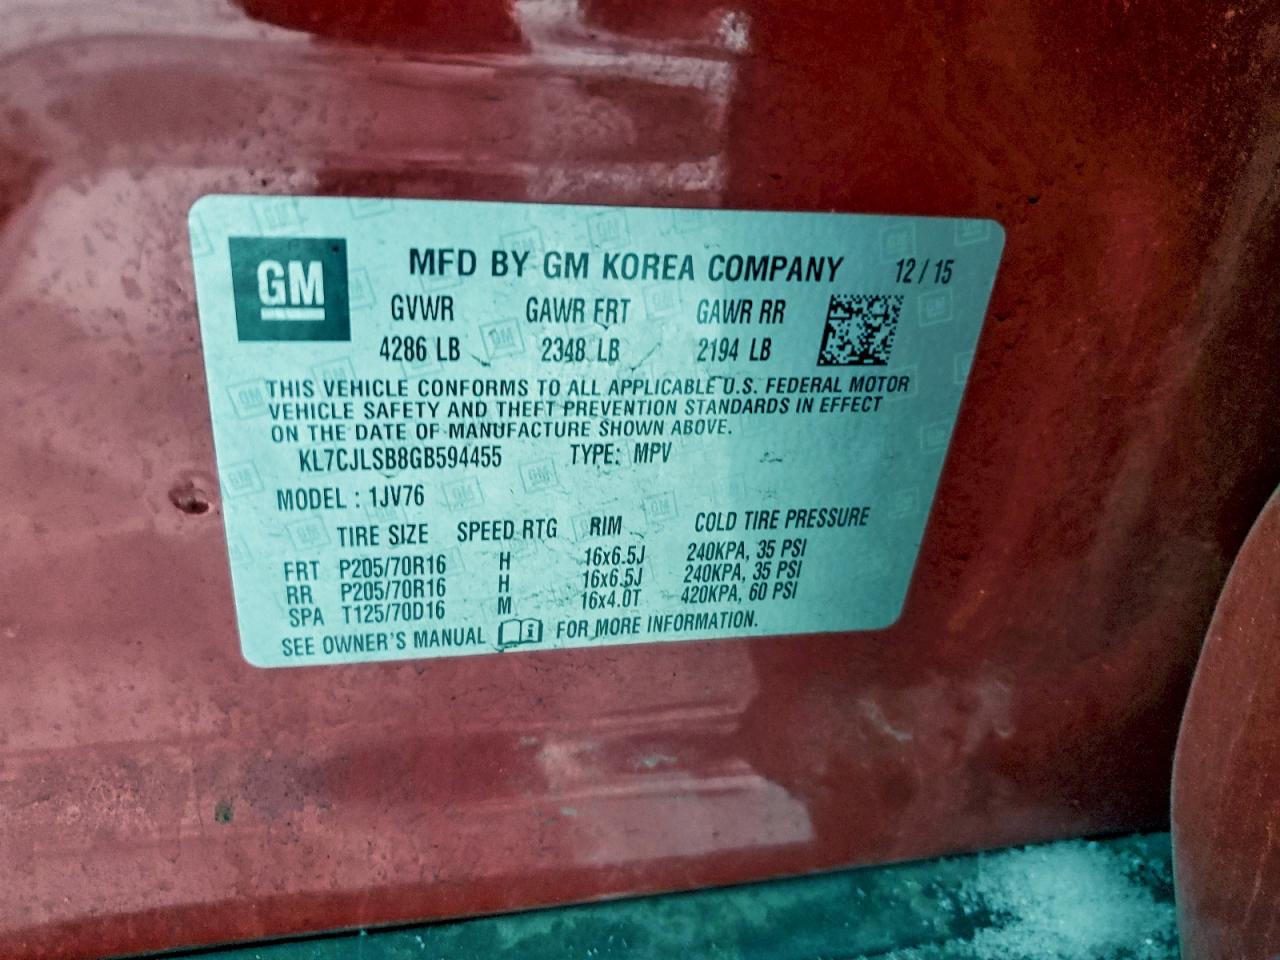 GM MFD BY GM KOREA COMPANY 12 / 15
GVWR GAWR FRT GAWR RR
4286 LB 2348 LB 2194 LB
THIS VEHICLE CONFORMS TO ALL APPLICABLE U.S. FEDERAL MOTOR
VEHICLE SAFETY AND THEFT PREVENTION STANDARDS IN EFFECT
ON THE DATE OF MANUFACTURE SHOWN ABOVE.
KL7CJLSB8GB594455 TYPE: MPV
MODEL : 1JV76
TIRE SIZE SPEED RTG RIM COLD TIRE PRESSURE
FRT P205/70R16 H 16x6.5J 240KPA, 35 PSI
RR P205/70R16 H 16x6.5J 240KPA, 35 PSI
SPA T125/70D16 M 16x4.0T 420KPA, 60 PSI
SEE OWNER'S MANUAL FOR MORE INFORMATION.